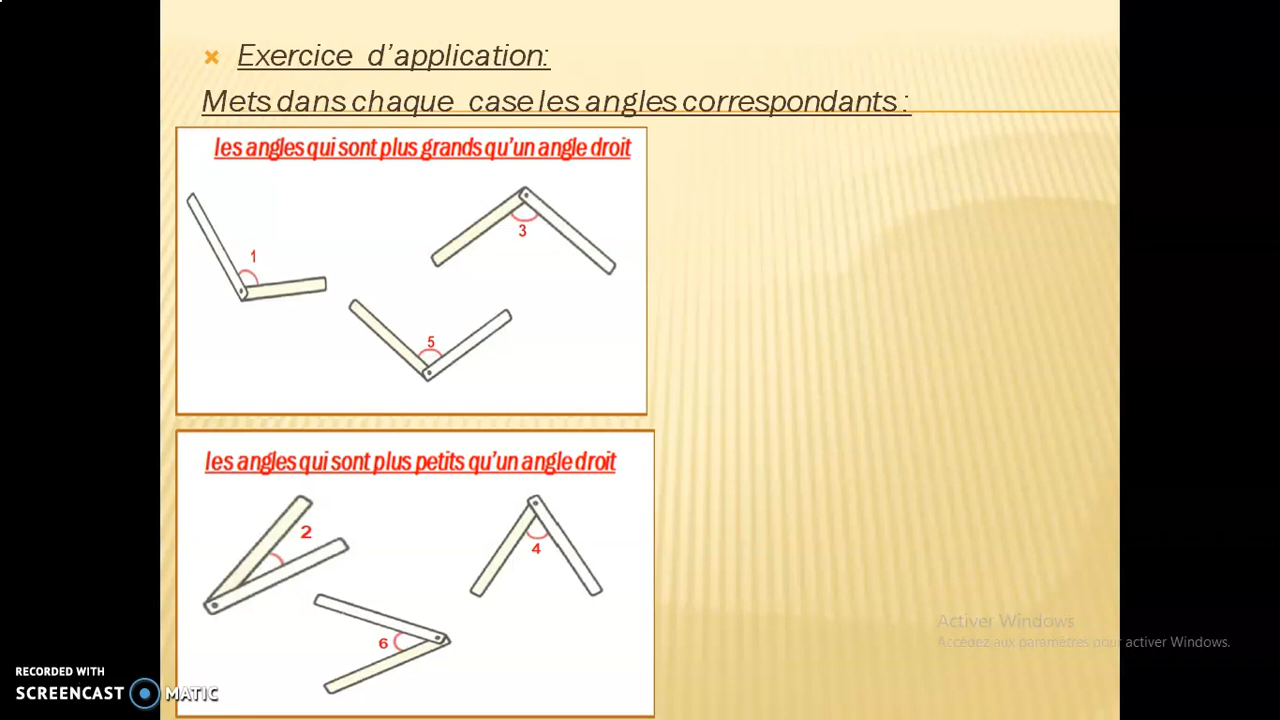 Exercice d'application:
Mets dans chaque case les angles correspondants :
les angles qui sont plus grands qu'un angle droit
1
3
5
les angles qui sont plus petits qu'un angle droit
2
4
6
Activer Windows
Accédez aux paramètres pour activer Windows.
RECORDED WITH
SCREENCAST MATIC